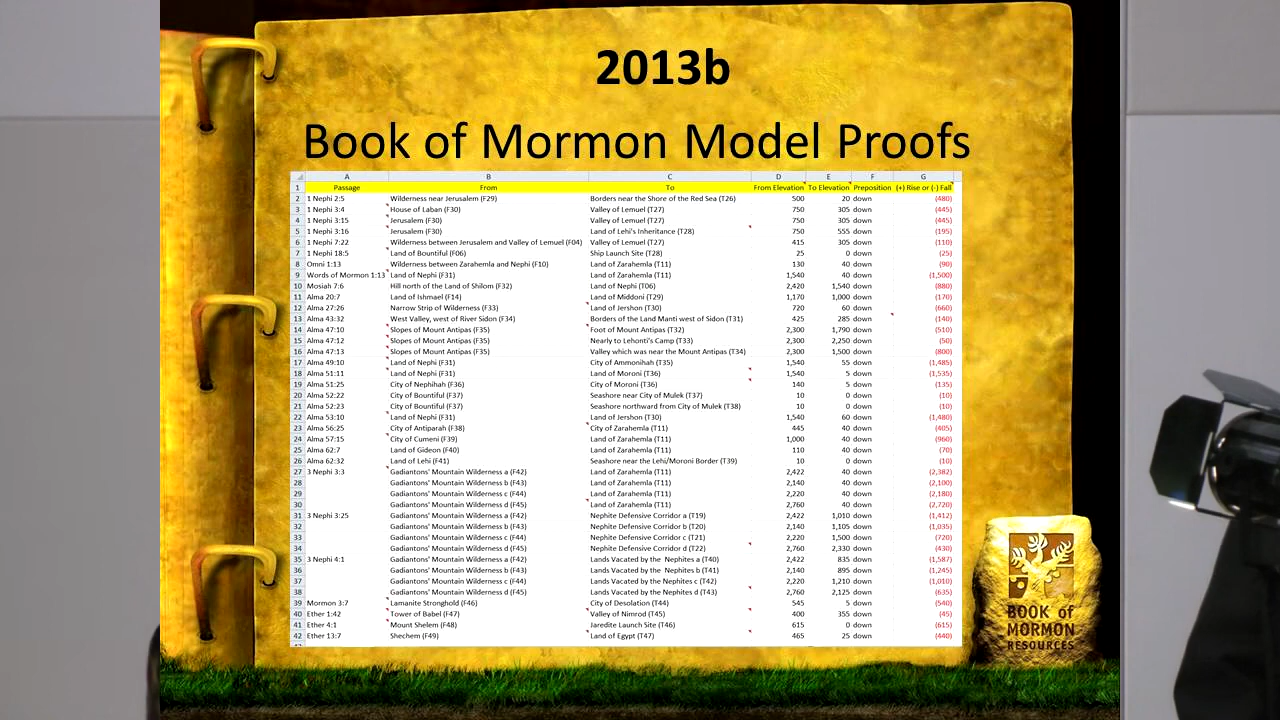 2013b
Book of Mormon Model Proofs
A B C D E F G
1 Passage From To From Elevation To Elevation Preposition (+) Rise or (-) Fall
2 1 Nephi 2:5 Wilderness near Jerusalem (F29) Borders near the Shore of the Red Sea (T26) 500 20 down (480)
3 1 Nephi 3:4 House of Laban (F30) Valley of Lemuel (T27) 750 305 down (445)
4 1 Nephi 3:15 Jerusalem (F30) Valley of Lemuel (T27) 750 305 down (445)
5 1 Nephi 3:16 Jerusalem (F30) Land of Lehi's Inheritance (T28) 750 555 down (195)
6 1 Nephi 7:22 Wilderness between Jerusalem and Valley of Lemuel (F04) Valley of Lemuel (T27) 415 305 down (110)
7 1 Nephi 18:5 Land of Bountiful (F06) Ship Launch Site (T28) 25 0 down (25)
8 Omni 1:13 Wilderness between Zarahemla and Nephi (F10) Land of Zarahemla (T11) 130 40 down (90)
9 Words of Mormon 1:13 Land of Nephi (F31) Land of Zarahemla (T11) 1,540 40 down (1,500)
10 Mosiah 7:6 Hill north of the Land of Shilom (F32) Land of Nephi (T06) 2,420 1,540 down (880)
11 Alma 20:7 Land of Ishmael (F14) Land of Middoni (T29) 1,170 1,000 down (170)
12 Alma 27:26 Narrow Strip of Wilderness (F33) Land of Jershon (T30) 720 60 down (660)
13 Alma 43:32 West Valley, west of River Sidon (F34) Borders of the Land Manti west of Sidon (T31) 425 285 down (140)
14 Alma 47:10 Slopes of Mount Antipas (F35) Foot of Mount Antipas (T32) 2,300 1,790 down (510)
15 Alma 47:12 Slopes of Mount Antipas (F35) Nearly to Lehonti's Camp (T33) 2,300 2,250 down (50)
16 Alma 47:13 Slopes of Mount Antipas (F35) Valley which was near the Mount Antipas (T34) 2,300 1,500 down (800)
17 Alma 49:10 Land of Nephi (F31) City of Ammonihah (T35) 1,540 55 down (1,485)
18 Alma 51:11 Land of Nephi (F31) Land of Moroni (T36) 1,540 5 down (1,535)
19 Alma 51:25 City of Nephihah (F36) City of Moroni (T36) 140 5 down (135)
20 Alma 52:22 City of Bountiful (F37) Seashore near City of Mulek (T37) 10 0 down (10)
21 Alma 52:23 City of Bountiful (F37) Seashore northward from City of Mulek (T38) 10 0 down (10)
22 Alma 53:10 Land of Nephi (F31) Land of Jershon (T30) 1,540 60 down (1,480)
23 Alma 56:25 City of Antiparah (F38) City of Zarahemla (T11) 445 40 down (405)
24 Alma 57:15 City of Cumeni (F39) Land of Zarahemla (T11) 1,000 40 down (960)
25 Alma 62:7 Land of Gideon (F40) Land of Zarahemla (T11) 110 40 down (70)
26 Alma 62:32 Land of Lehi (F41) Seashore near the Lehi/Moroni Border (T39) 10 0 down (10)
27 3 Nephi 3:3 Gadiantons' Mountain Wilderness a (F42) Land of Zarahemla (T11) 2,422 40 down (2,382)
28 Gadiantons' Mountain Wilderness b (F43) Land of Zarahemla (T11) 2,140 40 down (2,100)
29 Gadiantons' Mountain Wilderness c (F44) Land of Zarahemla (T11) 2,220 40 down (2,180)
30 Gadiantons' Mountain Wilderness d (F45) Land of Zarahemla (T11) 2,760 40 down (2,720)
31 3 Nephi 3:25 Gadiantons' Mountain Wilderness a (F42) Nephite Defensive Corridor a (T19) 2,422 1,010 down (1,412)
32 Gadiantons' Mountain Wilderness b (F43) Nephite Defensive Corridor b (T20) 2,140 1,105 down (1,035)
33 Gadiantons' Mountain Wilderness c (F44) Nephite Defensive Corridor c (T21) 2,220 1,500 down (720)
34 Gadiantons' Mountain Wilderness d (F45) Nephite Defensive Corridor d (T22) 2,760 2,330 down (430)
35 3 Nephi 4:1 Gadiantons' Mountain Wilderness a (F42) Lands Vacated by the Nephites a (T40) 2,422 835 down (1,587)
36 Gadiantons' Mountain Wilderness b (F43) Lands Vacated by the Nephites b (T41) 2,140 895 down (1,245)
37 Gadiantons' Mountain Wilderness c (F44) Lands Vacated by the Nephites c (T42) 2,220 1,210 down (1,010)
38 Gadiantons' Mountain Wilderness d (F45) Lands Vacated by the Nephites d (T43) 2,760 2,125 down (635)
39 Mormon 3:7 Lamanite Stronghold (F46) City of Desolation (T44) 545 5 down (540)
40 Ether 1:42 Tower of Babel (F47) Valley of Nimrod (T45) 400 355 down (45)
41 Ether 4:1 Mount Shelem (F48) Jaredite Launch Site (T46) 615 0 down (615)
42 Ether 13:7 Shechem (F49) Land of Egypt (T47) 465 25 down (440)
BOOK of
MORMON
RESOURCES